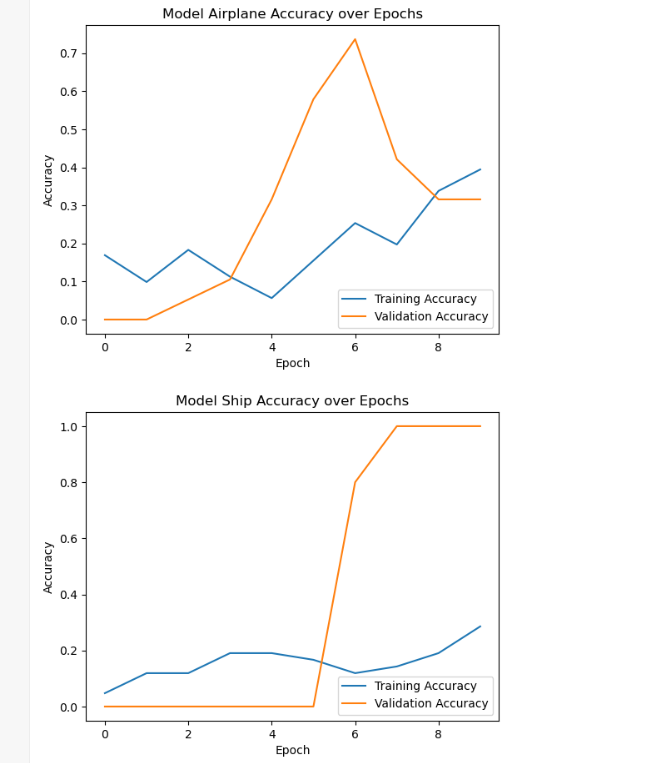 Model Airplane Accuracy over Epochs
0.7
0.6
0.5
0.4
0.3
0.2
0.1
0.0
Accuracy
Training Accuracy
Validation Accuracy
0 2 4 6 8
Epoch
Model Ship Accuracy over Epochs
1.0
0.8
0.6
0.4
0.2
0.0
Accuracy
Training Accuracy
Validation Accuracy
0 2 4 6 8
Epoch